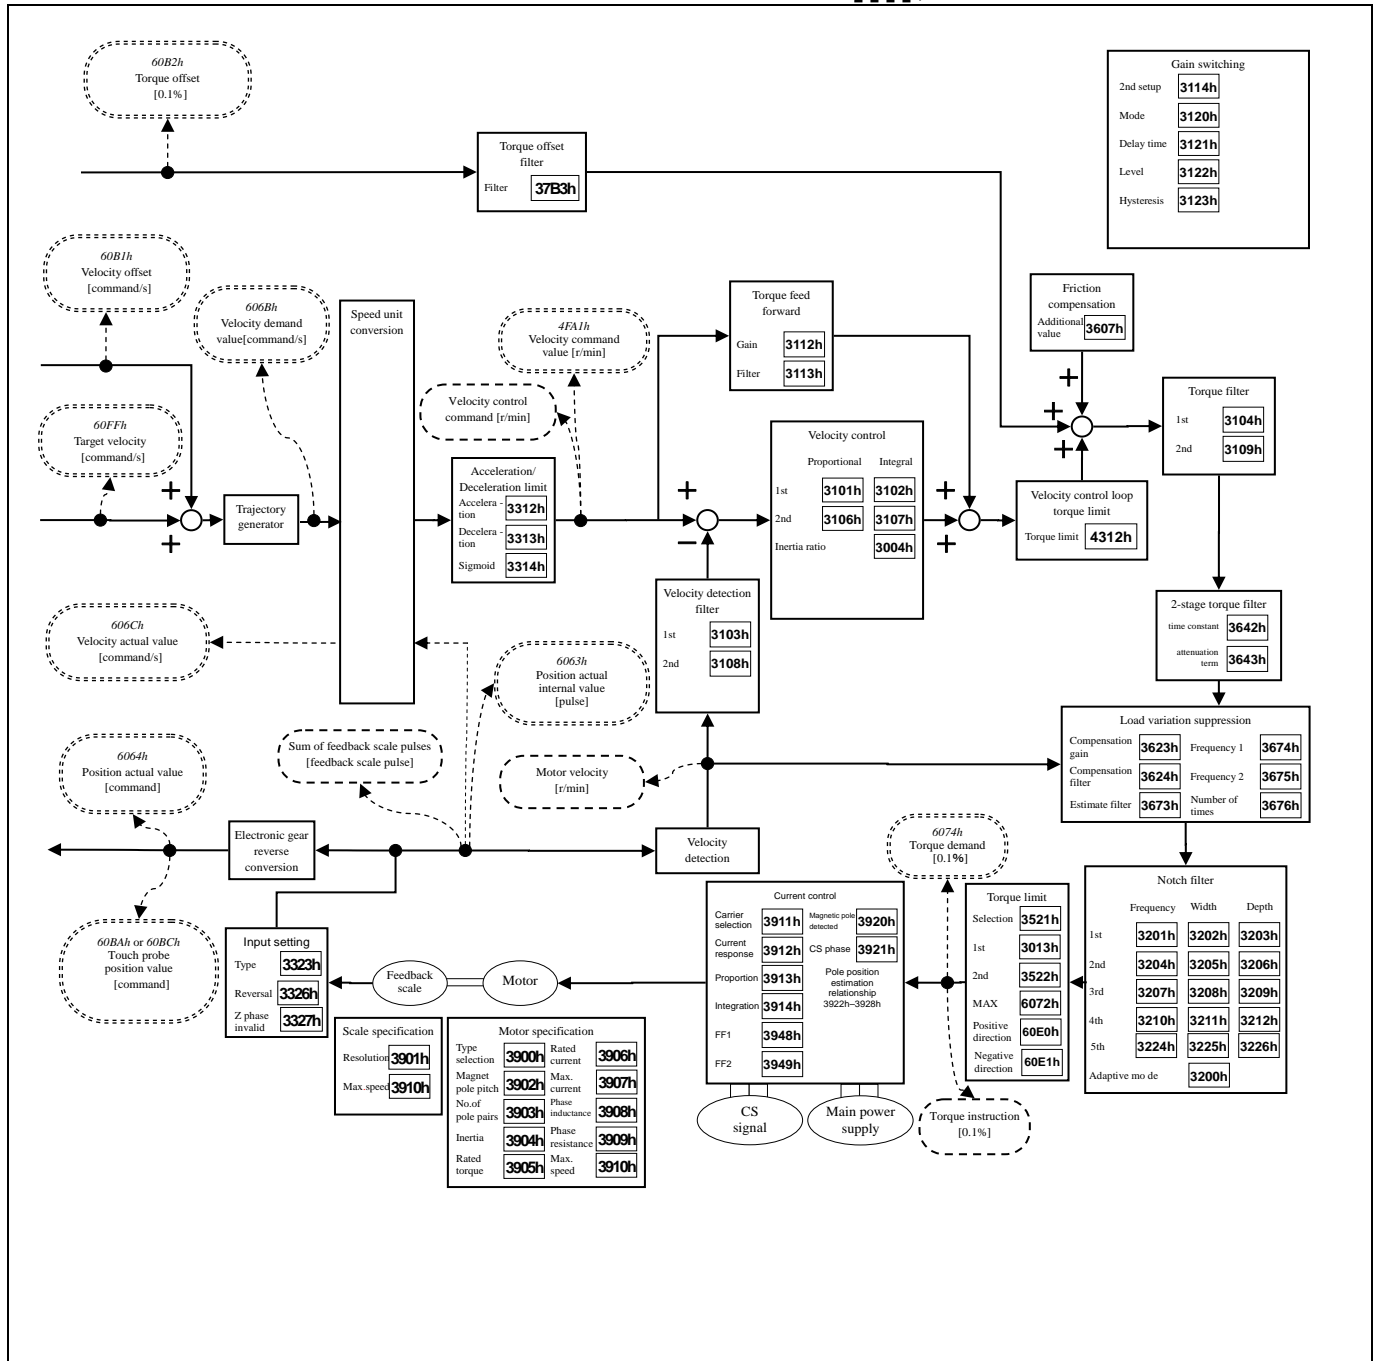 60B2h
Torque offset
[0.1%]
Gain switching
2nd setup 3114h
Mode 3120h
Delay time 3121h
Level 3122h
Hysteresis 3123h
Torque offset
filter
Filter 37B3h
60B1h
Velocity offset
[command/s]
606Bh
Velocity demand
value[command/s]
Speed unit
conversion
4FA1h
Velocity command
value [r/min]
Torque feed
forward
Gain 3112h
Filter 3113h
Friction
compensation
Additional
value 3607h
+
Velocity control
command [r/min]
60FFh
Target velocity
[command/s]
+
+
Torque filter
1st 3104h
2nd 3109h
Velocity control
Proportional Integral
1st 3101h 3102h
2nd 3106h 3107h
Inertia ratio 3004h
Acceleration/
Deceleration limit
Accelera -
tion 3312h
Decelera -
tion 3313h
Sigmoid 3314h
+
+
Trajectory
generator
+
−
+
+
Velocity control loop
torque limit
Torque limit 4312h
Velocity detection
filter
1st 3103h
2nd 3108h
2-stage torque filter
time constant 3642h
attenuation
term 3643h
606Ch
Velocity actual value
[command/s]
6063h
Position actual
internal value
[pulse]
Load variation suppression
Compensation
gain 3623h Frequency 1 3674h
Compensation
filter 3624h Frequency 2 3675h
Estimate filter 3673h Number of
times 3676h
6064h
Position actual value
[command]
Sum of feedback scale pulses
[feedback scale pulse]
Motor velocity
[r/min]
Electronic gear
reverse
conversion
Velocity
detection
6074h
Torque demand
[0.1%]
Notch filter
Frequency Width Depth
1st 3201h 3202h 3203h
2nd 3204h 3205h 3206h
3rd 3207h 3208h 3209h
4th 3210h 3211h 3212h
5th 3224h 3225h 3226h
Adaptive mo de 3200h
Torque limit
Selection 3521h
1st 3013h
2nd 3522h
MAX 6072h
Positive
direction 60E0h
Negative
direction 60E1h
Current control
Carrier
selection 3911h Magnetic pole
detected 3920h
Current
response 3912h CS phase 3921h
Proportion 3913h
Integration 3914h
FF1 3948h
FF2 3949h
Pole position
estimation
relationship
3922h–3928h
60BAh or 60BCh
Touch probe
position value
[command]
Input setting
Type 3323h
Reversal 3326h
Z phase
invalid 3327h
Feedback
scale
Motor
Scale specification
Resolution 3901h
Max.speed 3910h
Motor specification
Type
selection 3900h Rated
current 3906h
Magnet
pole pitch 3902h Max.
current 3907h
No.of
pole pairs 3903h Phase
inductance 3908h
Inertia 3904h Phase
resistance 3909h
Rated
torque 3905h Max.
speed 3910h
CS
signal
Main power
supply
Torque instruction
[0.1%]